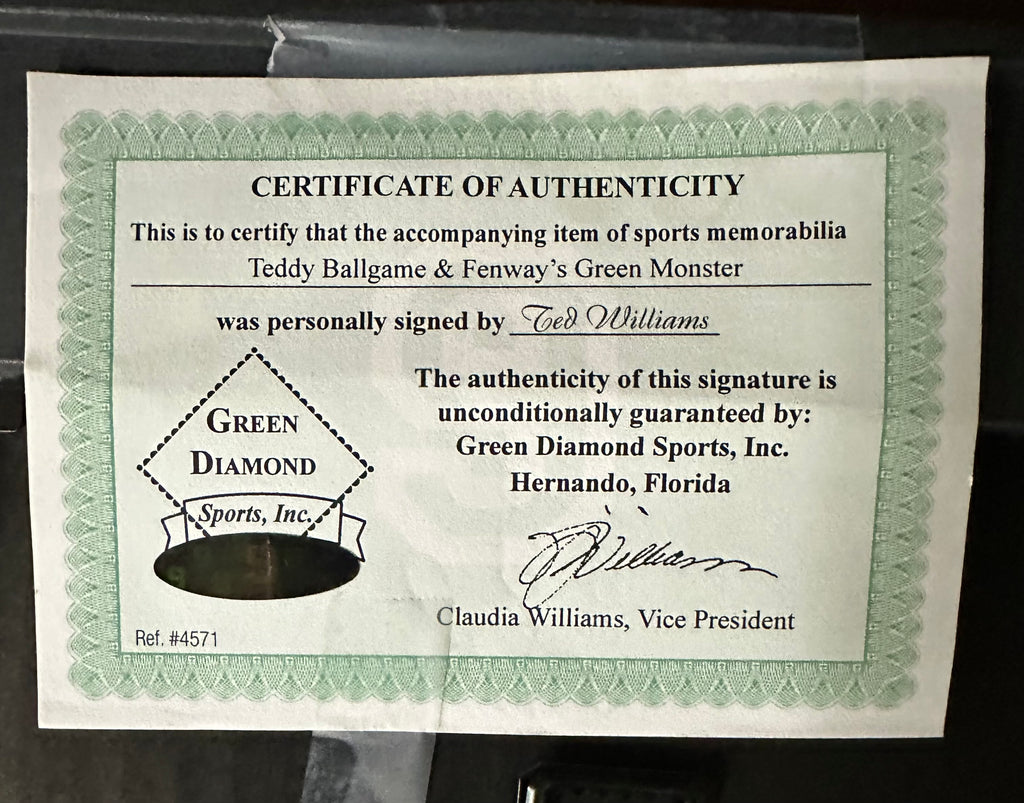 CERTIFICATE OF AUTHENTICITY
This is to certify that the accompanying item of sports memorabilia
Teddy Ballgame & Fenway's Green Monster
was personally signed by Ted Williams
The authenticity of this signature is
unconditionally guaranteed by:
Green Diamond Sports, Inc.
Hernando, Florida
GREEN
DIAMOND
Sports, Inc.
Williams
Claudia Williams, Vice President
Ref. #4571